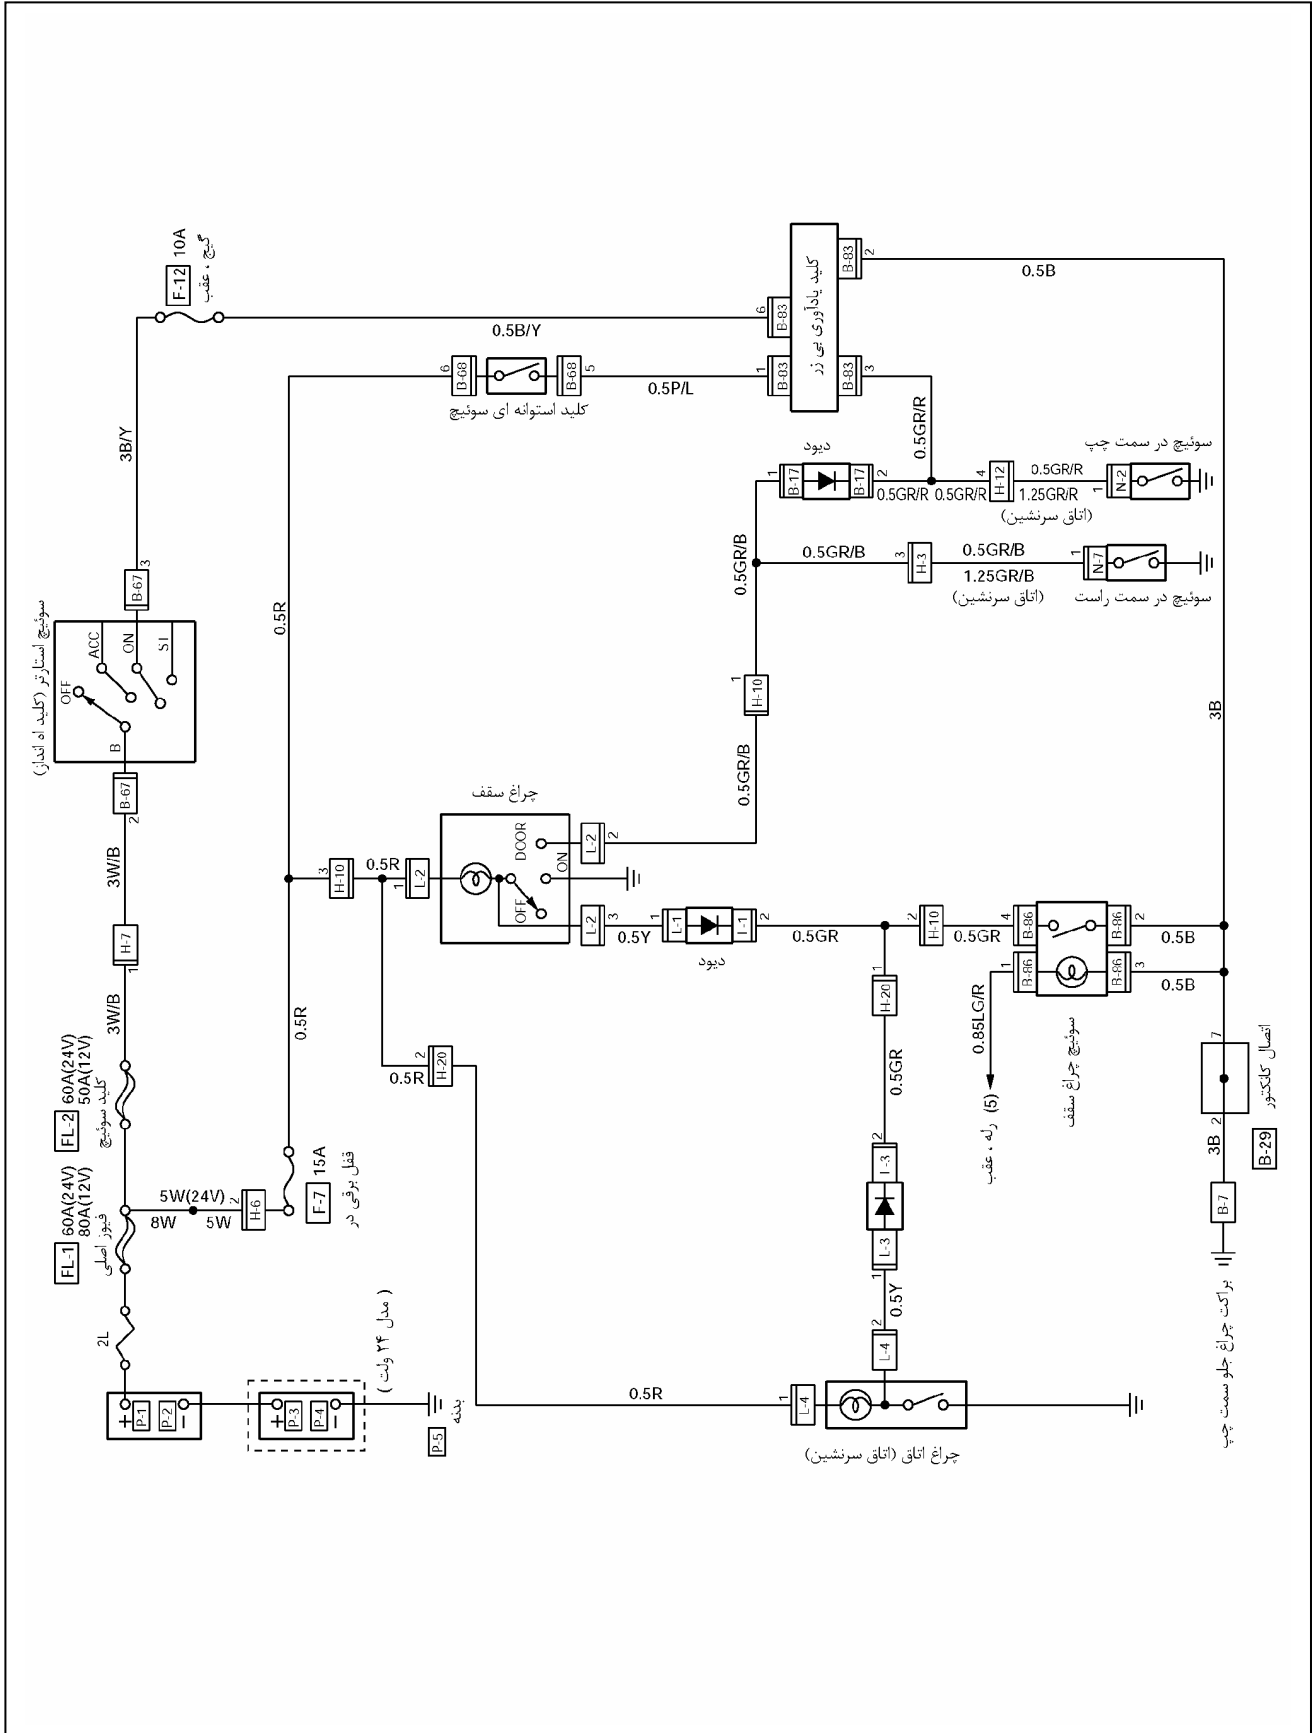 F-12 10A
گیج ، عقب
6
B-83
0.5B/Y
B-83
2
0.5B
کلید یادآوری بی زر
6
B-68
B-68
5
کلید استوانه ای سوئیچ
0.5P/L
1
B-83
B-83
3
0.5GR/R
3B/Y
دیود
1
B-17
B-17
2
0.5GR/R
0.5GR/R
4
H-12
0.5GR/R
1.25GR/R
(اتاق سرنشین)
سوئیچ در سمت چپ
1
N-2
0.5GR/B
0.5GR/B
3
H-3
0.5GR/B
1.25GR/B
(اتاق سرنشین)
1
N-7
سوئیچ در سمت راست
B-67
3
سوئیچ استارتر (کلید اه انداز)
OFF
ACC
ON
ST
B
B-67
2
0.5R
1
H-10
0.5GR/B
3B
چراغ سقف
DOOR
ON
OFF
L-2
2
3W/B
3
H-10
0.5R
1
L-2
L-2
3
0.5Y
1
L-1
L-1
2
دیود
0.5GR
2
H-10
0.5GR
4
B-86
B-86
2
0.5B
1
B-86
B-86
3
0.5B
H-7
1
3W/B
0.5R
1
H-20
0.5GR
0.85LG/R
رله ، عقب (5)
سوئیچ چراغ سقف
7
اتصال کانکتور
2
B-29
3B
FL-2 60A(24V)
50A(12V)
کلید سوئیچ
2
0.5R
H-20
F-7 15A
قفل برقی در
2
L-3
L-3
1
0.5Y
FL-1 60A(24V)
80A(12V)
فیوز اصلی
5W(24V)
8W
5W
2
H-6
B-7
براکت چراغ جلو سمت چپ
2L
( مدل ۲۴ ولت )
2
L-4
+
P-1
P-2
−
+
P-3
P-4
−
P-5
بدنه
0.5R
1
L-4
چراغ اتاق (اتاق سرنشین)